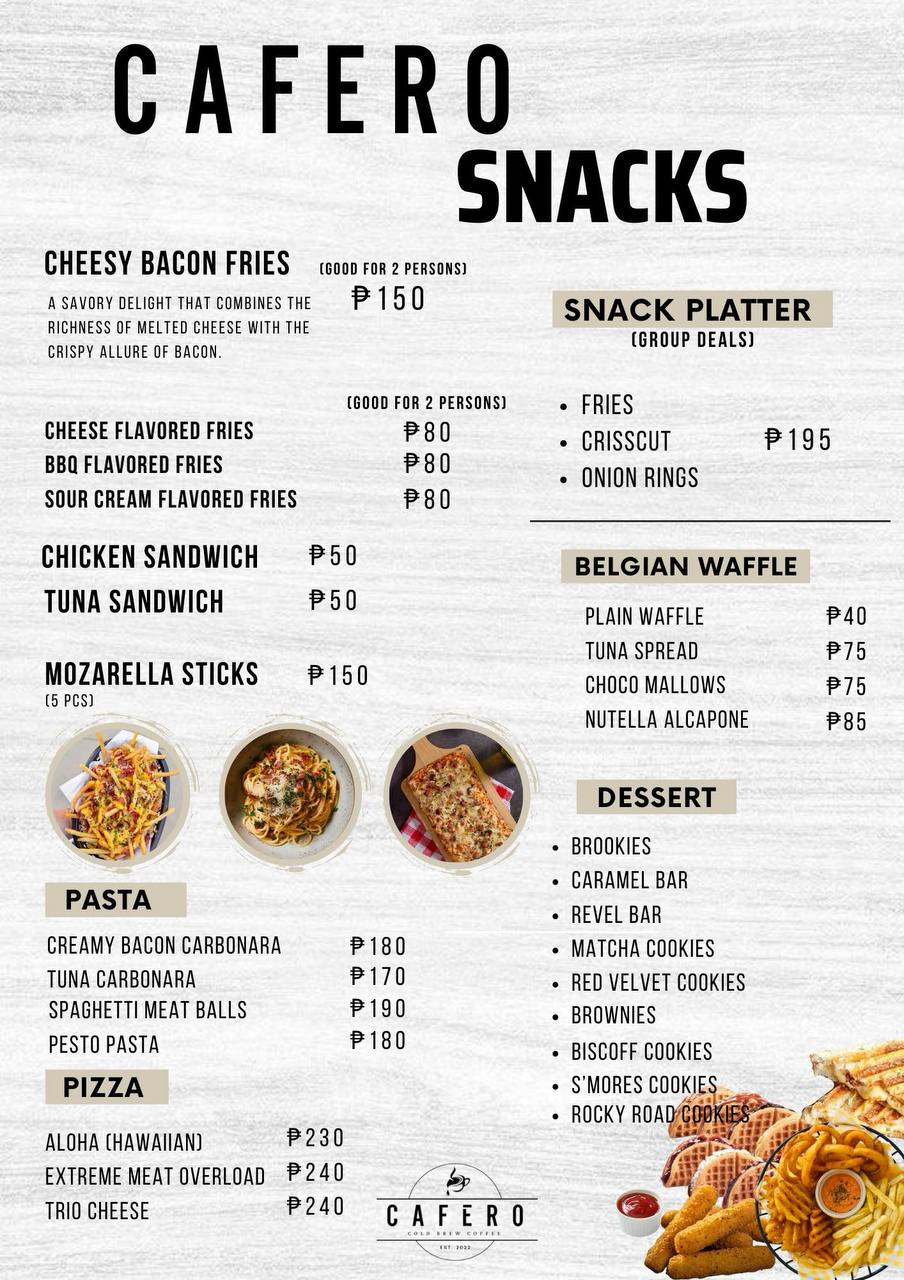 CAFERO
SNACKS
CHEESY BACON FRIES (GOOD FOR 2 PERSONS)
₱150
A SAVORY DELIGHT THAT COMBINES THE
RICHNESS OF MELTED CHEESE WITH THE
CRISPY ALLURE OF BACON.
(GOOD FOR 2 PERSONS)
CHEESE FLAVORED FRIES ₱80
BBQ FLAVORED FRIES ₱80
SOUR CREAM FLAVORED FRIES ₱80
CHICKEN SANDWICH ₱50
TUNA SANDWICH ₱50
MOZARELLA STICKS ₱150
(5 PCS)
PASTA
CREAMY BACON CARBONARA ₱180
TUNA CARBONARA ₱170
SPAGHETTI MEAT BALLS ₱190
PESTO PASTA ₱180
PIZZA
ALOHA (HAWAIIAN) ₱230
EXTREME MEAT OVERLOAD ₱240
TRIO CHEESE ₱240
SNACK PLATTER
(GROUP DEALS)
• FRIES
• CRISSCUT ₱195
• ONION RINGS
BELGIAN WAFFLE
PLAIN WAFFLE ₱40
TUNA SPREAD ₱75
CHOCO MALLOWS ₱75
NUTELLA ALCAPONE ₱85
DESSERT
• BROOKIES
• CARAMEL BAR
• REVEL BAR
• MATCHA COOKIES
• RED VELVET COOKIES
• BROWNIES
• BISCOFF COOKIES
• S'MORES COOKIES
• ROCKY ROAD COOKIES
CAFERO
COLD BREW COFFEE
EST. 2022